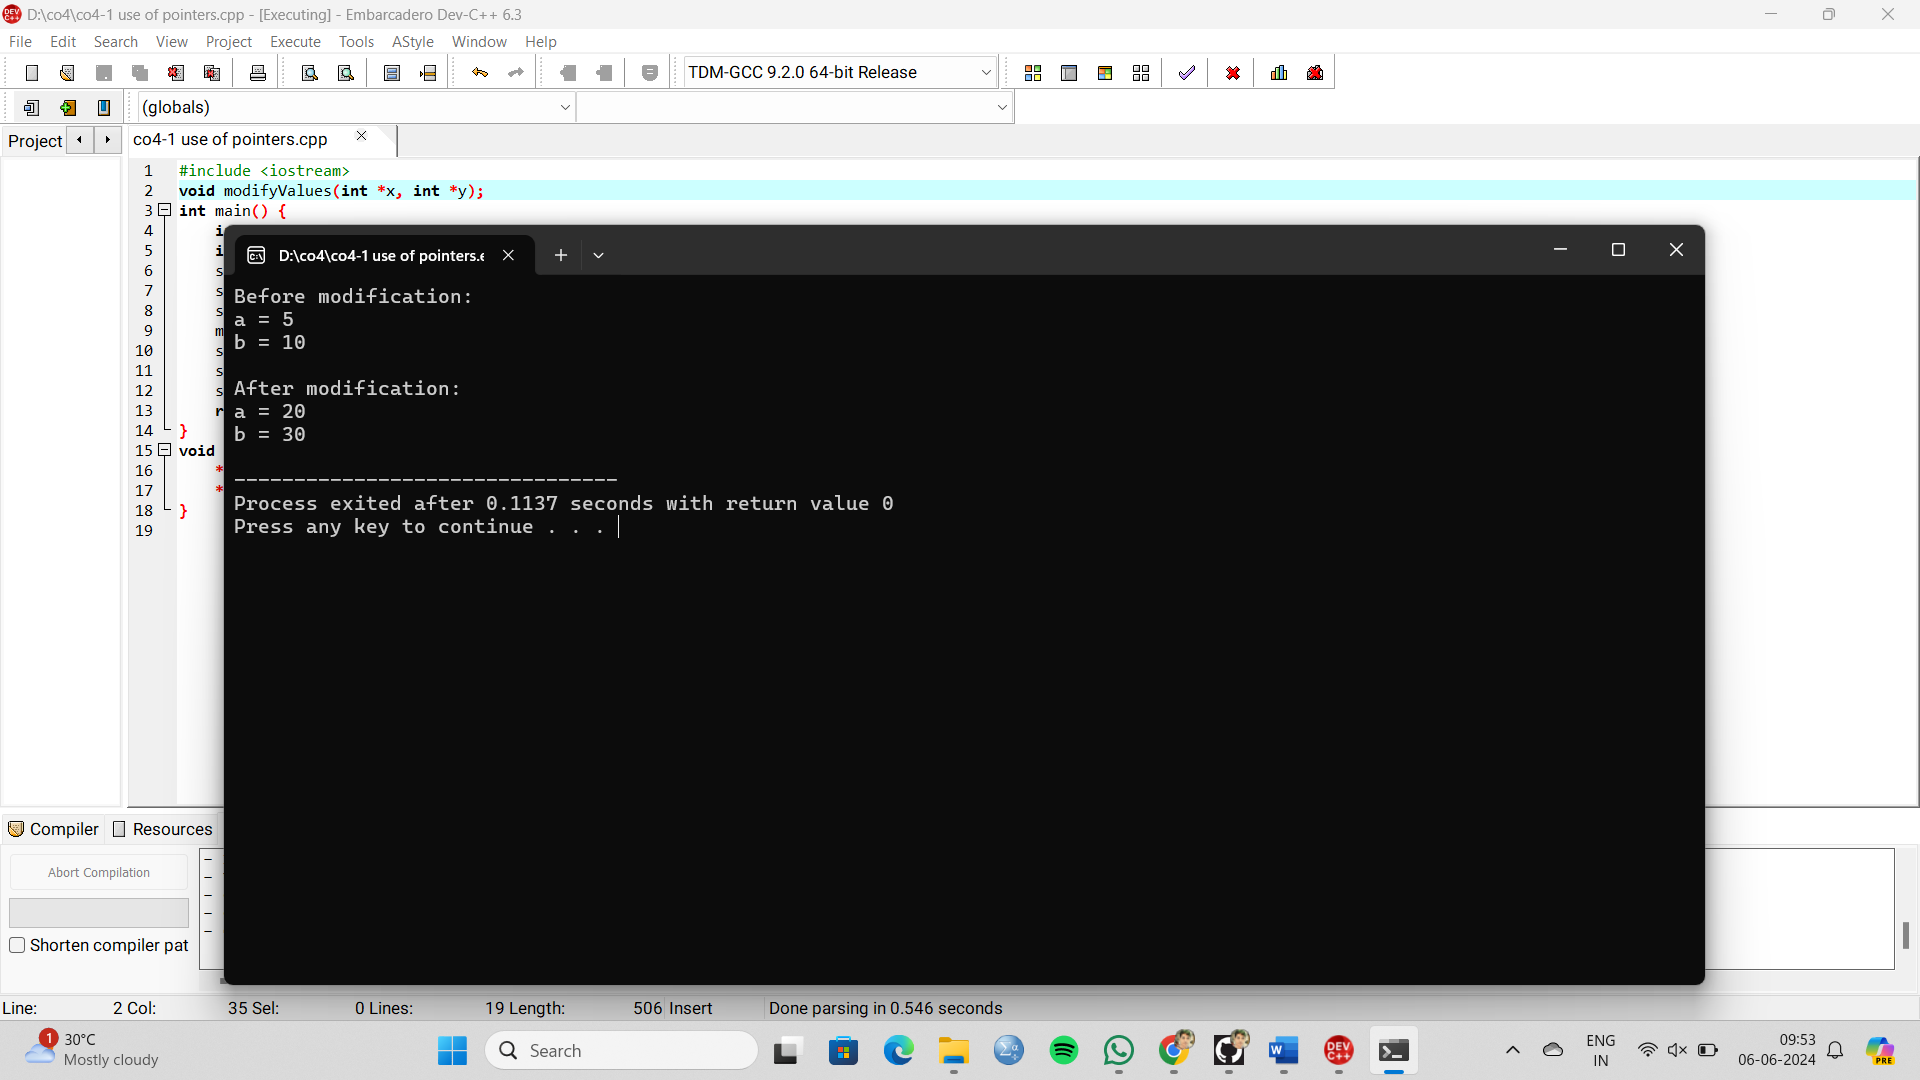 D:\co4\co4-1 use of pointers.cpp - [Executing] - Embarcadero Dev-C++ 6.3
File Edit Search View Project Execute Tools AStyle Window Help
TDM-GCC 9.2.0 64-bit Release
(globals)
Project
co4-1 use of pointers.cpp
1 #include <iostream>
2 void modifyValues(int *x, int *y);
3 int main() {
4 i
5 i
6 s
7 s
8 s
9 m
10 s
11 s
12 s
13 r
14 }
15 void
16 *
17 *
18 }
19
D:\co4\co4-1 use of pointers.e
Before modification:
a = 5
b = 10
After modification:
a = 20
b = 30
--------------------------------
Process exited after 0.1137 seconds with return value 0
Press any key to continue . . .
Compiler Resources
Abort Compilation
Shorten compiler pat
Line: 2 Col: 35 Sel: 0 Lines: 19 Length: 506 Insert Done parsing in 0.546 seconds
1
30°C
Mostly cloudy
Search
DEV C++
ENG
IN
09:53
06-06-2024
PRE